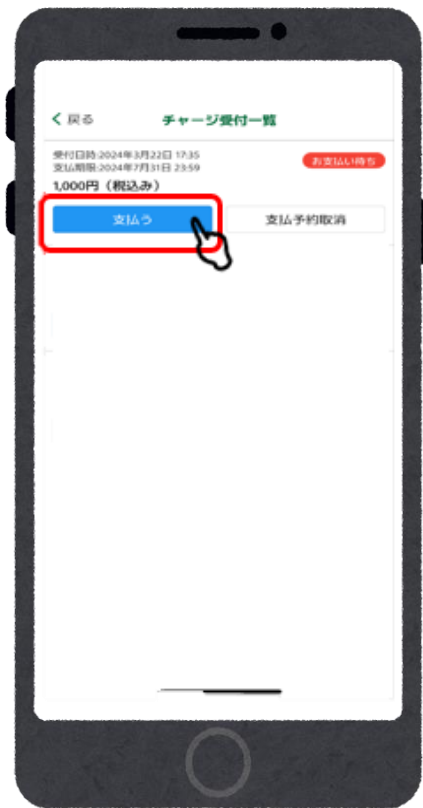 戻る
チャージ受付一覧
受付日時:2024年3月22日 17:35
お支払い待ち
支払期限:2024年7月31日 23:59
1,000円（税込み）
支払う
支払予約取消